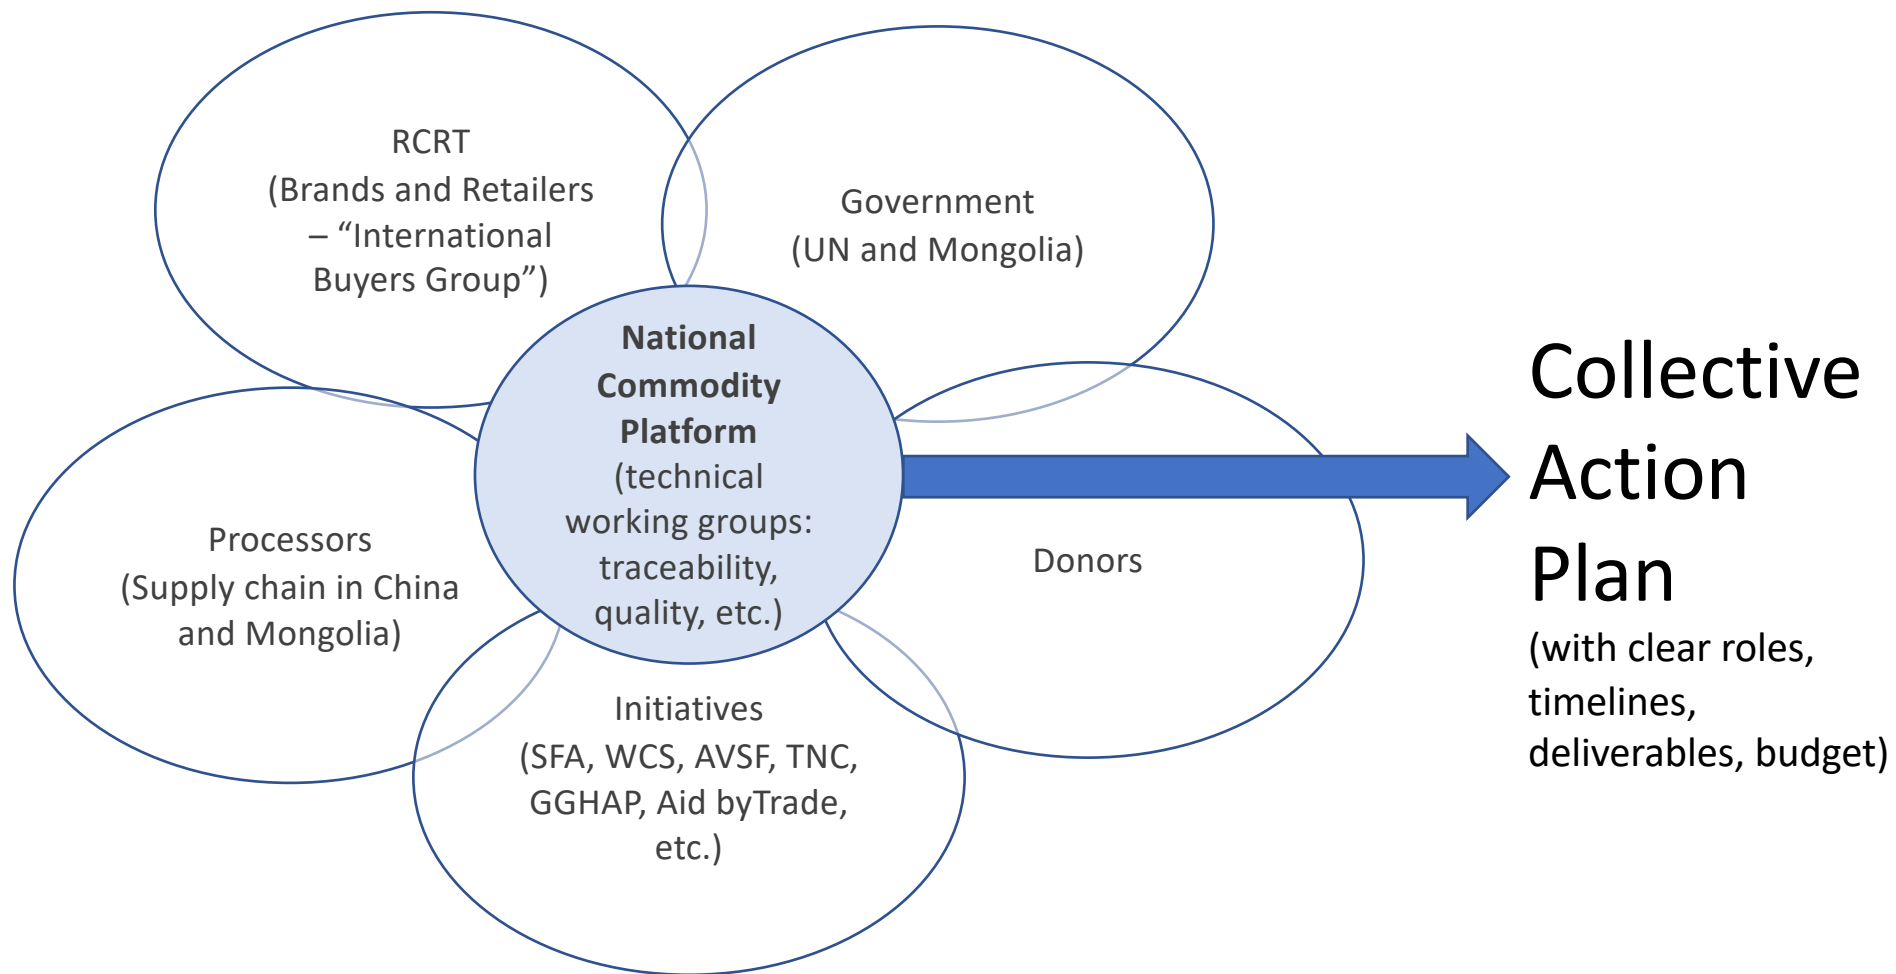 RCRT
(Brands and Retailers
– “International
Buyers Group”)
Government
(UN and Mongolia)
National
Commodity
Platform
(technical
working groups:
traceability,
quality, etc.)
Processors
(Supply chain in China
and Mongolia)
Donors
Initiatives
(SFA, WCS, AVSF, TNC,
GGHAP, Aid byTrade,
etc.)
Collective
Action
Plan
(with clear roles,
timelines,
deliverables, budget)